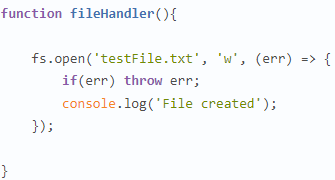 function fileHandler(){
fs.open('testFile.txt', 'w', (err) => {
if(err) throw err;
console.log('File created');
});
}